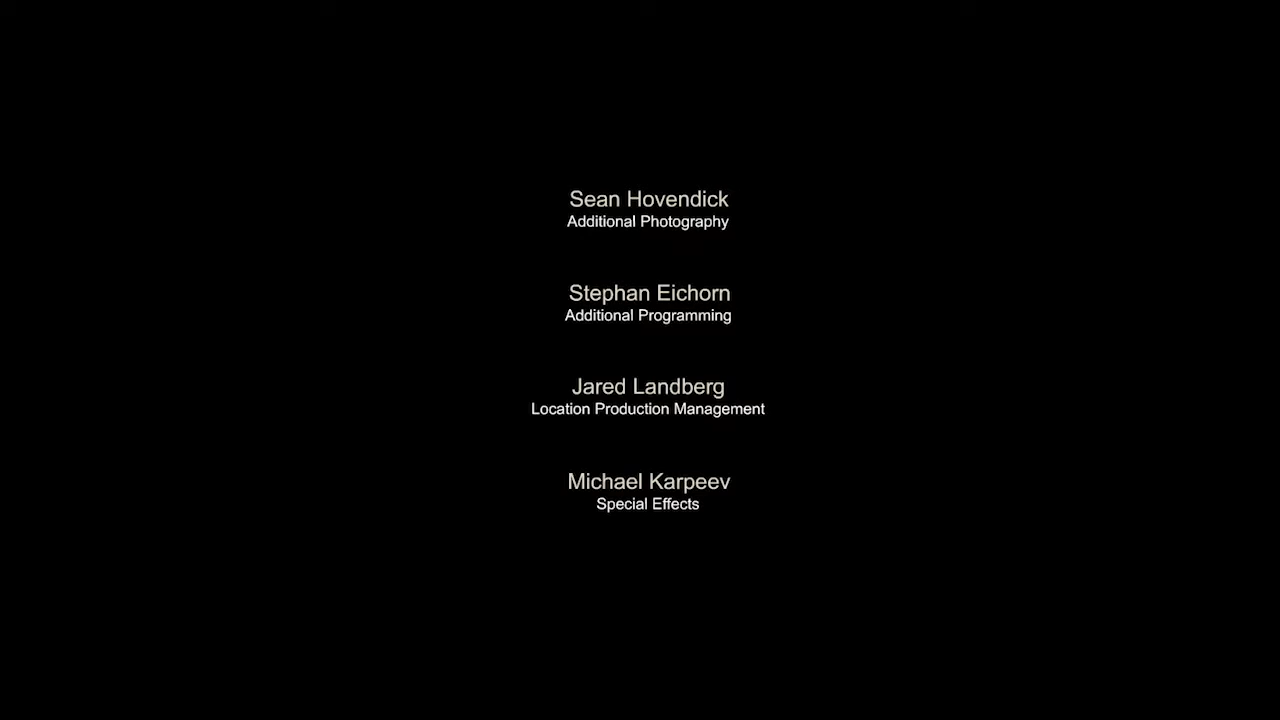 Sean Hovendick
Additional Photography
Stephan Eichorn
Additional Programming
Jared Landberg
Location Production Management
Michael Karpeev
Special Effects